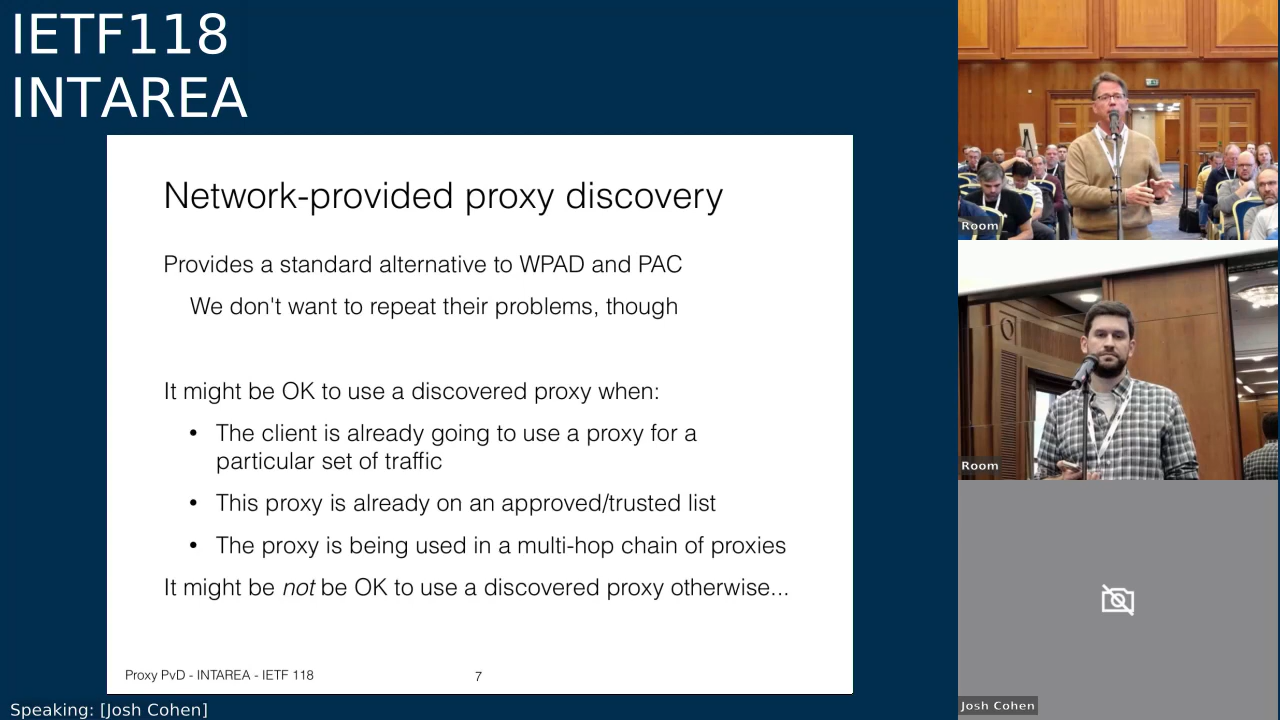 IETF118
INTAREA
Network-provided proxy discovery
Provides a standard alternative to WPAD and PAC
We don't want to repeat their problems, though
It might be OK to use a discovered proxy when:
• The client is already going to use a proxy for a
particular set of traffic
• This proxy is already on an approved/trusted list
• The proxy is being used in a multi-hop chain of proxies
It might be not be OK to use a discovered proxy otherwise...
Proxy PvD - INTAREA - IETF 118
7
Speaking: [Josh Cohen]
Room
Room
Josh Cohen